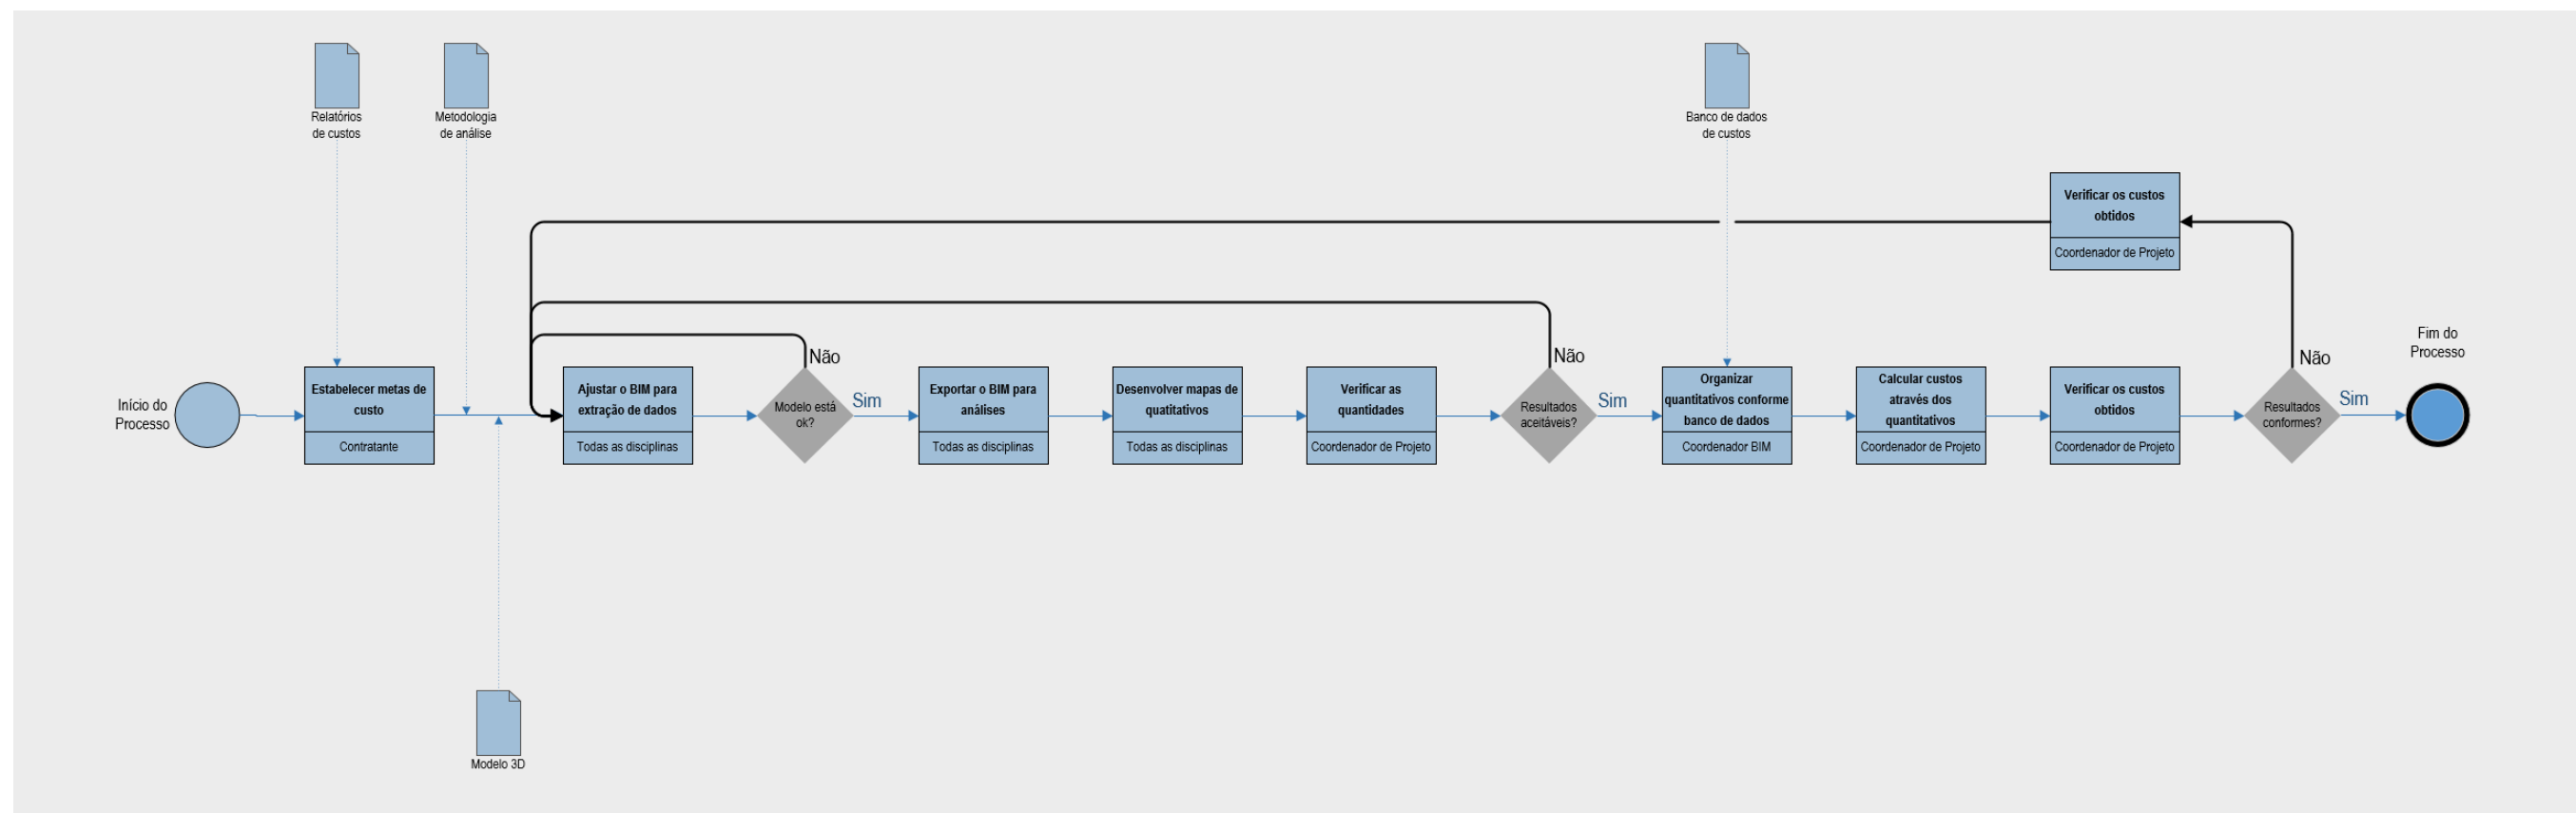 Relatórios
de custos
Metodologia
de análise
Banco de dados
de custos
Verificar os custos
obtidos
Coordenador de Projeto
Início do
Processo
Estabelecer metas de
custo
Contratante
Ajustar o BIM para
extração de dados
Todas as disciplinas
Não
Modelo está
ok?
Sim
Exportar o BIM para
análises
Todas as disciplinas
Desenvolver mapas de
quatitativos
Todas as disciplinas
Verificar as
quantidades
Coordenador de Projeto
Não
Resultados
aceitáveis?
Sim
Organizar
quantitativos conforme
banco de dados
Coordenador BIM
Calcular custos
através dos
quantitativos
Coordenador de Projeto
Verificar os custos
obtidos
Coordenador de Projeto
Não
Resultados
conformes?
Sim
Fim do
Processo
Modelo 3D